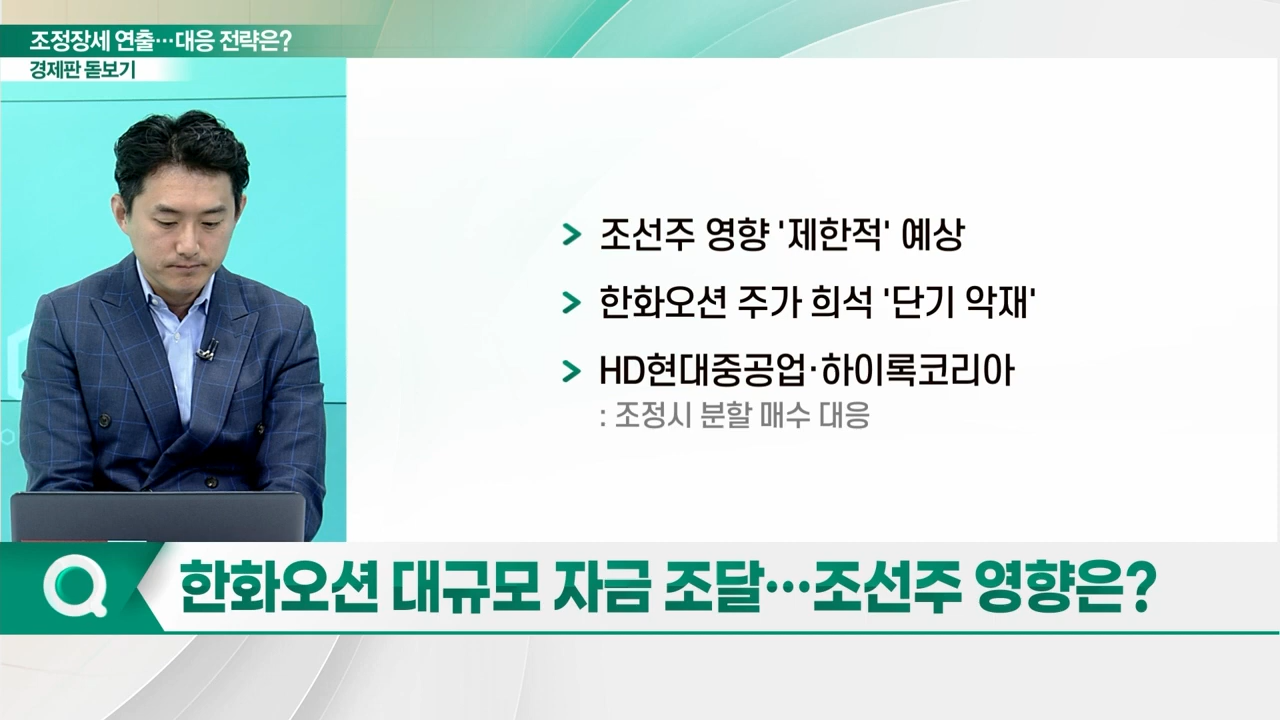 조정장세 연출…대응 전략은?
경제판 돋보기
> 조선주 영향 '제한적' 예상
> 한화오션 주가 희석 '단기 악재'
> HD현대중공업·하이록코리아
: 조정시 분할 매수 대응
한화오션 대규모 자금 조달…조선주 영향은?